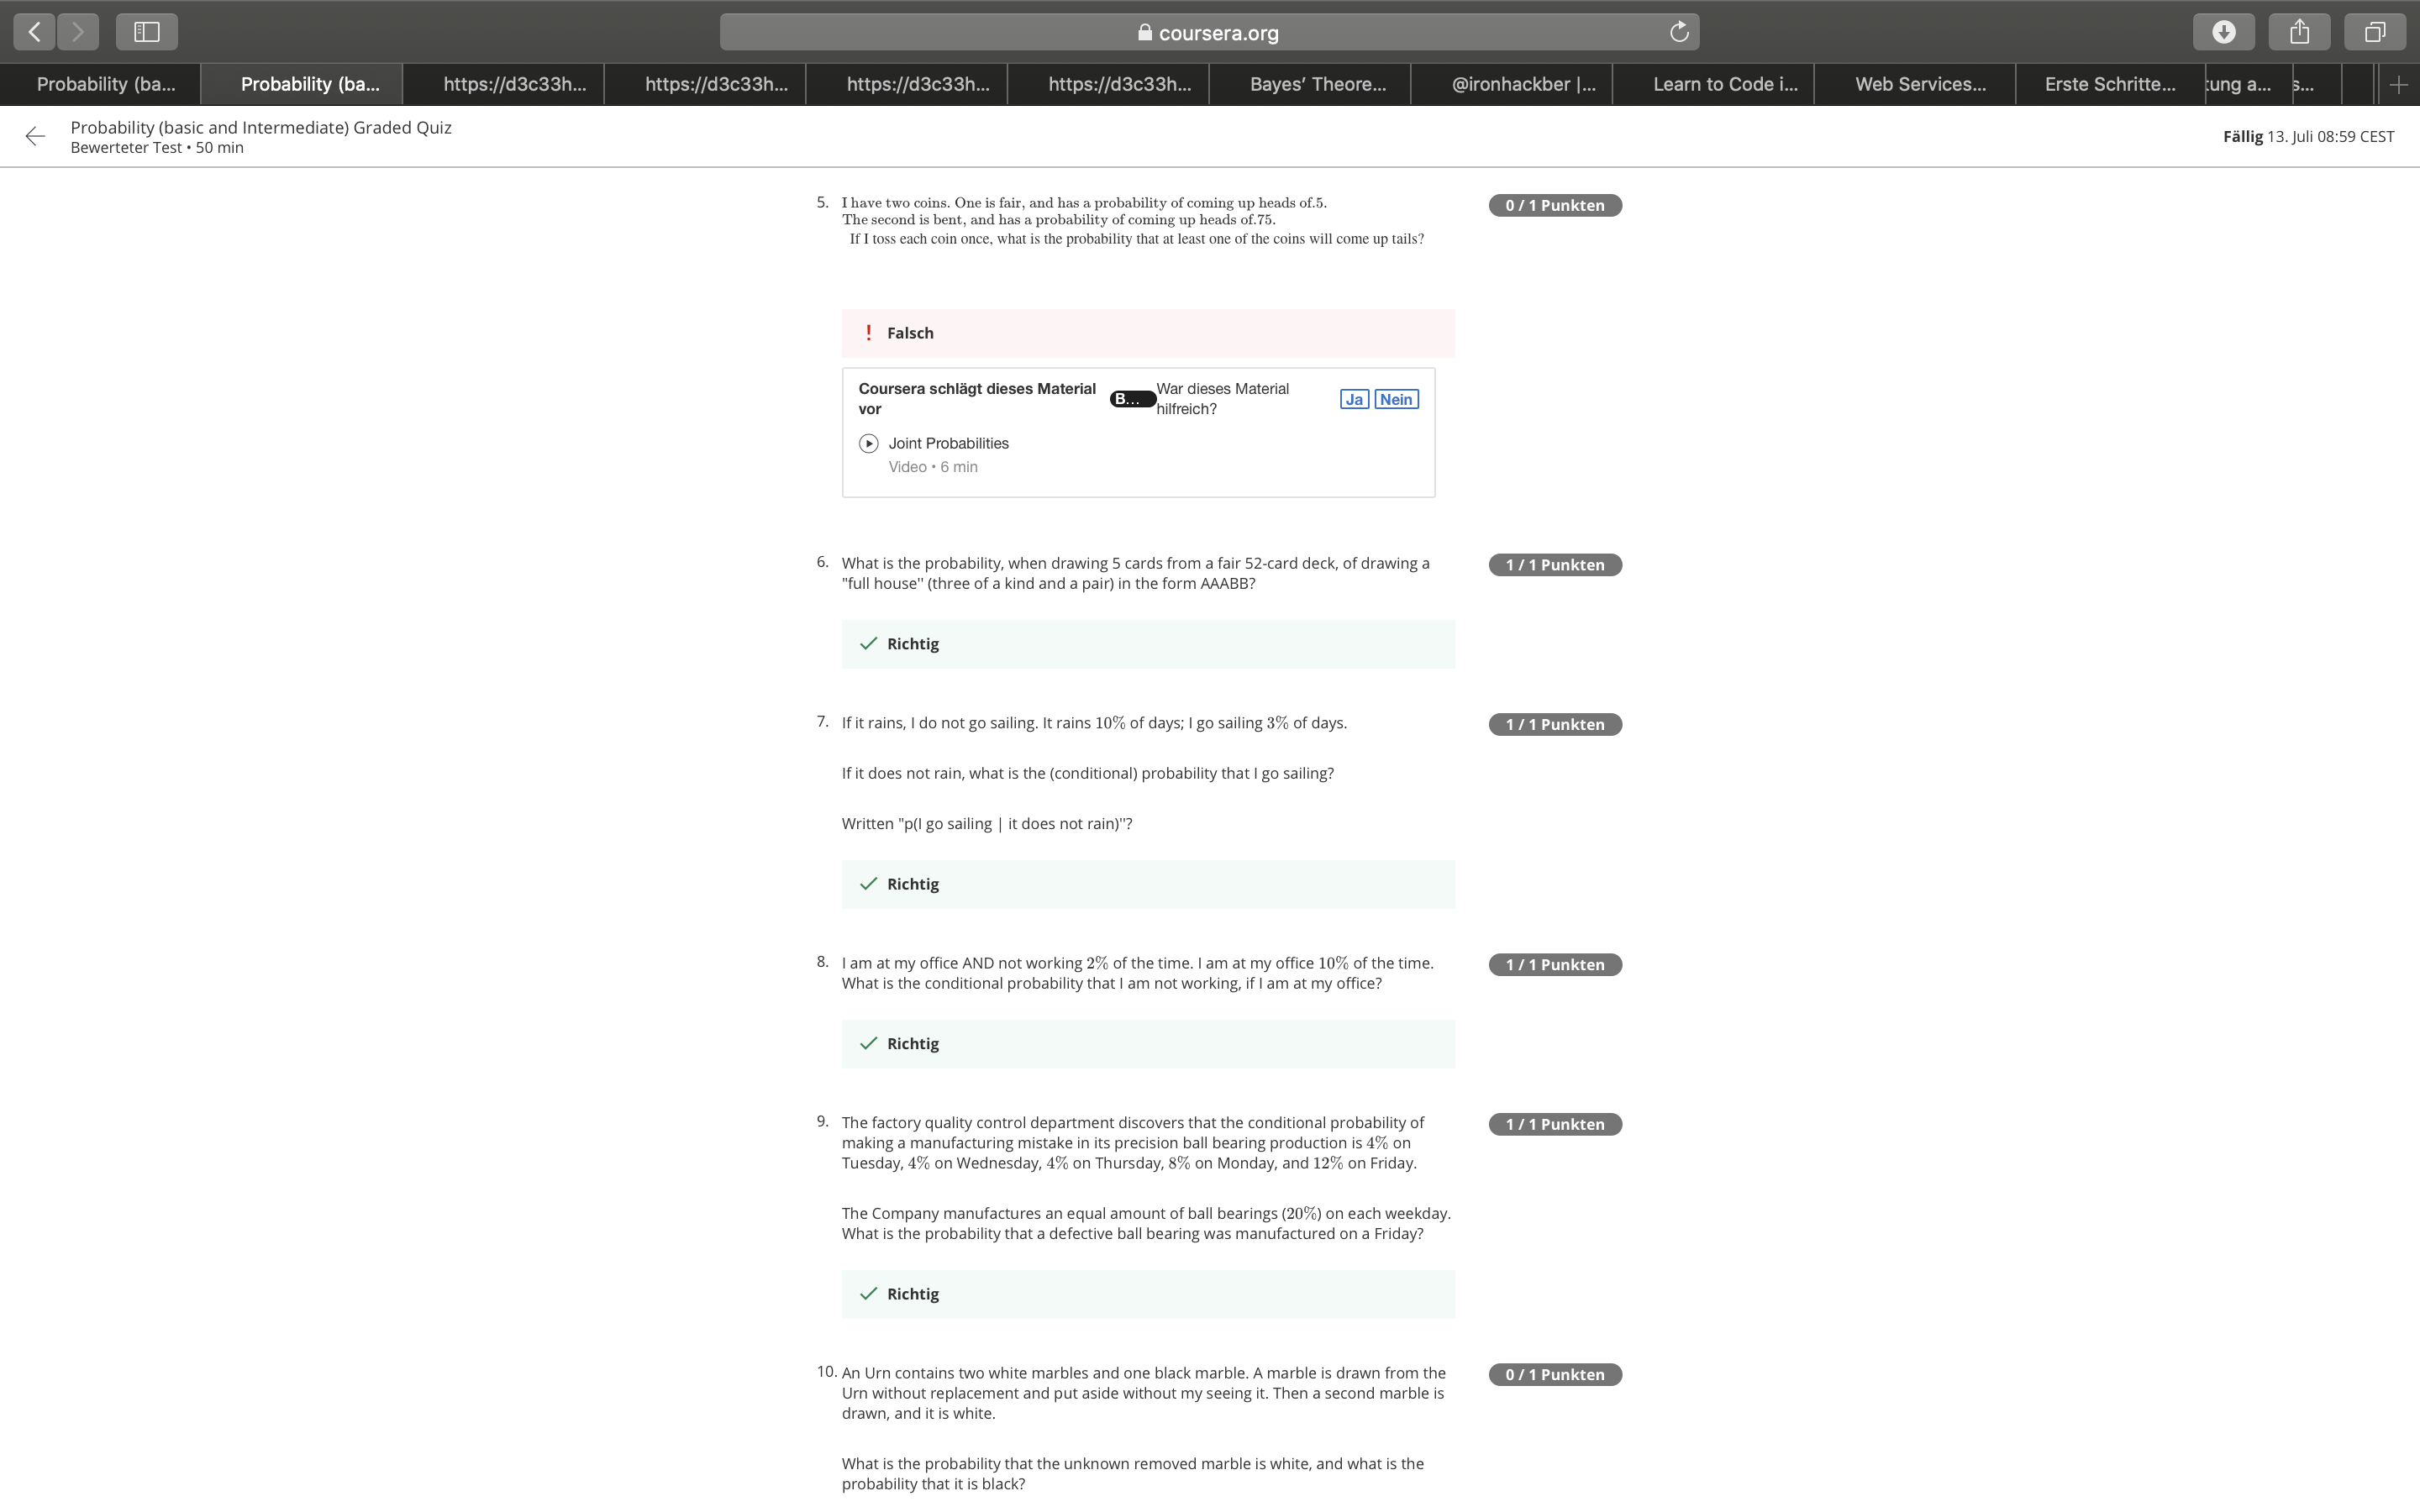 coursera.org
Probability (ba...
Probability (ba...
https://d3c33h...
https://d3c33h...
https://d3c33h...
https://d3c33h...
Bayes’ Theore...
@ironhackber |...
Learn to Code i...
Web Services...
Erste Schritte...
tung a...
s...
Probability (basic and Intermediate) Graded Quiz
Bewerteter Test • 50 min
Fällig 13. Juli 08:59 CEST
5. I have two coins. One is fair, and has a probability of coming up heads of.5.
The second is bent, and has a probability of coming up heads of.75.
If I toss each coin once, what is the probability that at least one of the coins will come up tails?
0 / 1 Punkten
! Falsch
Coursera schlägt dieses Material
vor
B...
War dieses Material
hilfreich?
Ja Nein
Joint Probabilities
Video • 6 min
6. What is the probability, when drawing 5 cards from a fair 52-card deck, of drawing a
"full house'' (three of a kind and a pair) in the form AAABB?
1 / 1 Punkten
Richtig
7. If it rains, I do not go sailing. It rains 10% of days; I go sailing 3% of days.
1 / 1 Punkten
If it does not rain, what is the (conditional) probability that I go sailing?
Written "p(I go sailing | it does not rain)''?
Richtig
8. I am at my office AND not working 2% of the time. I am at my office 10% of the time.
What is the conditional probability that I am not working, if I am at my office?
1 / 1 Punkten
Richtig
9. The factory quality control department discovers that the conditional probability of
making a manufacturing mistake in its precision ball bearing production is 4% on
Tuesday, 4% on Wednesday, 4% on Thursday, 8% on Monday, and 12% on Friday.
1 / 1 Punkten
The Company manufactures an equal amount of ball bearings (20%) on each weekday.
What is the probability that a defective ball bearing was manufactured on a Friday?
Richtig
10. An Urn contains two white marbles and one black marble. A marble is drawn from the
Urn without replacement and put aside without my seeing it. Then a second marble is
drawn, and it is white.
0 / 1 Punkten
What is the probability that the unknown removed marble is white, and what is the
probability that it is black?